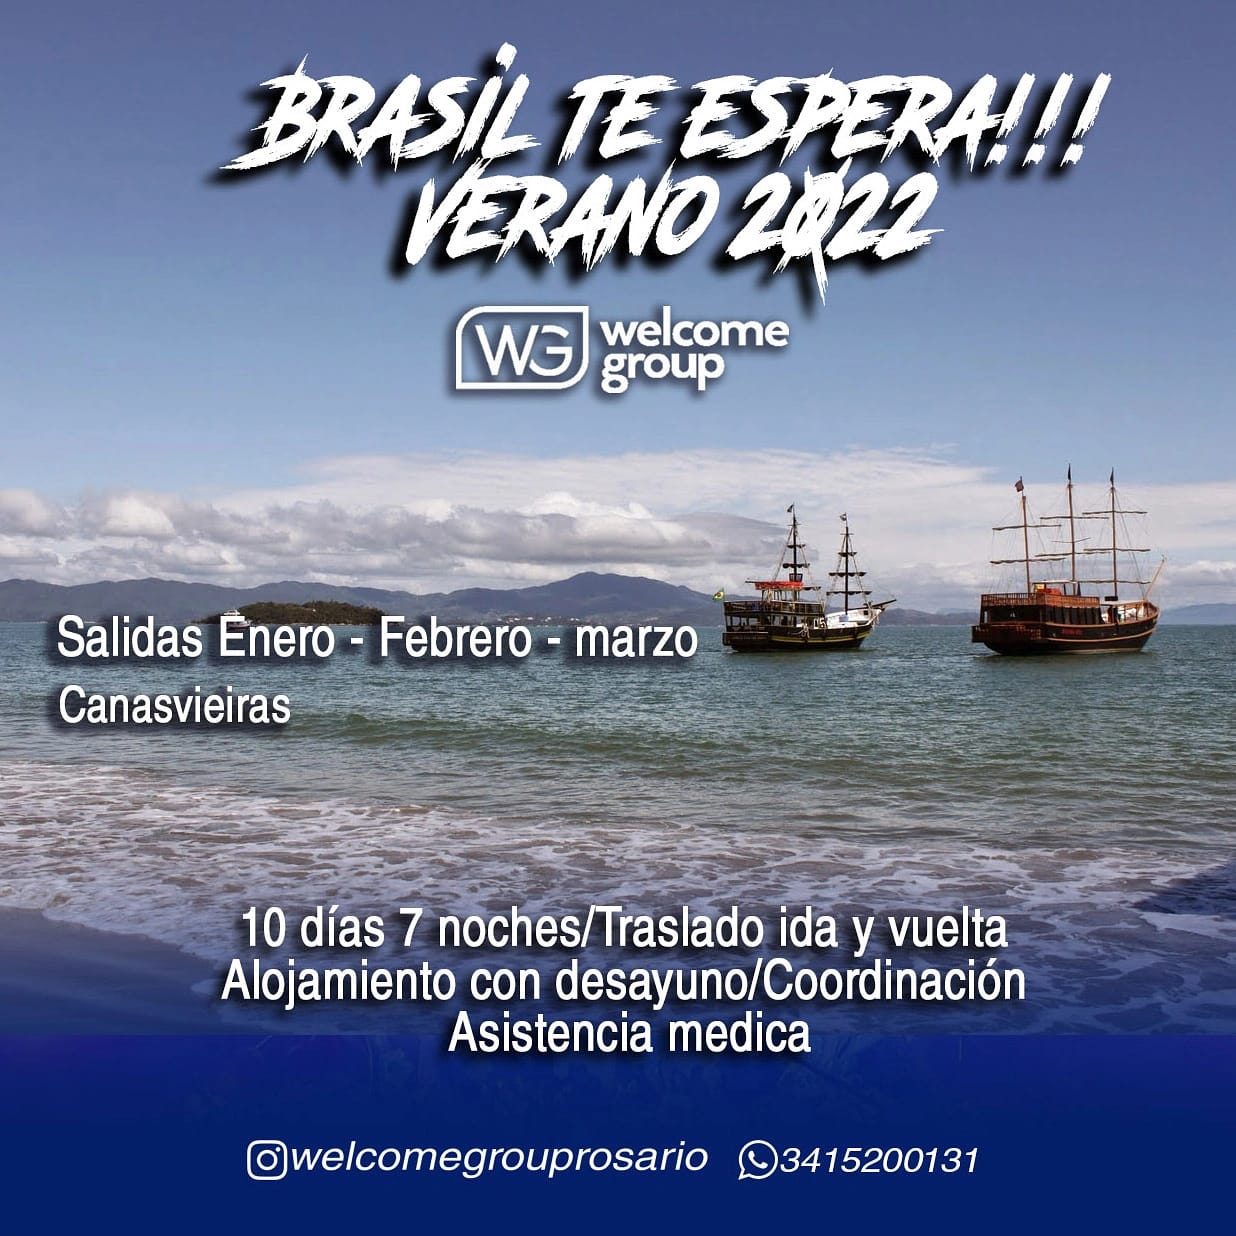 BRASIL TE ESPERA!!!
VERANO 2022
WG welcome
group
Salidas Enero - Febrero - marzo
Canasvieiras
10 días 7 noches/Traslado ida y vuelta
Alojamiento con desayuno/Coordinación
Asistencia medica
welcomegrouprosario 3415200131